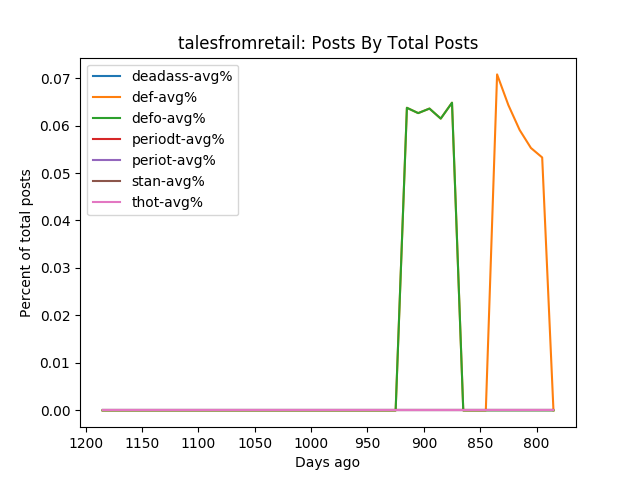 talesfromretail: Posts By Total Posts
deadass-avg%
def-avg%
defo-avg%
periodt-avg%
periot-avg%
stan-avg%
thot-avg%
Percent of total posts
0.07
0.06
0.05
0.04
0.03
0.02
0.01
0.00
1200 1150 1100 1050 1000 950 900 850 800
Days ago